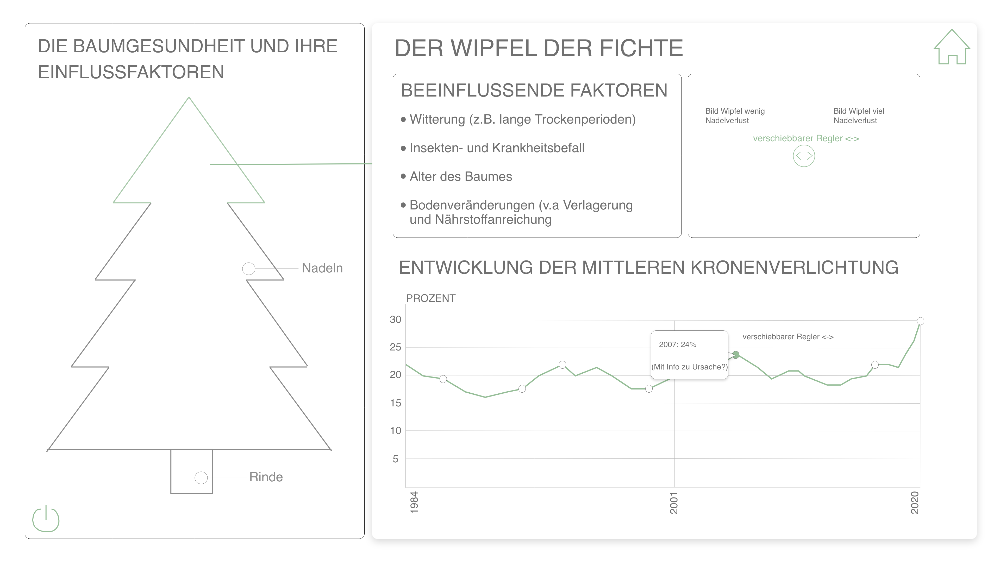 DIE BAUMGESUNDHEIT UND IHRE
EINFLUSSFAKTOREN
Nadeln
Rinde
DER WIPFEL DER FICHTE
BEEINFLUSSENDE FAKTOREN
• Witterung (z.B. lange Trockenperioden)
• Insekten- und Krankheitsbefall
• Alter des Baumes
• Bodenveränderungen (v.a Verlagerung
und Nährstoffanreichung
Bild Wipfel wenig
Nadelverlust
Bild Wipfel viel
Nadelverlust
verschiebbarer Regler <->
ENTWICKLUNG DER MITTLEREN KRONENVERLICHTUNG
PROZENT
30
25
20
15
10
5
2007: 24%
(Mit Info zu Ursache?)
verschiebbarer Regler <->
1984
2001
2020